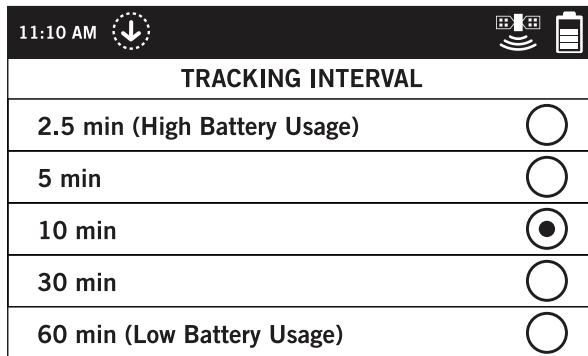 11:10 AM
TRACKING INTERVAL
2.5 min (High Battery Usage)
5 min
10 min
30 min
60 min (Low Battery Usage)